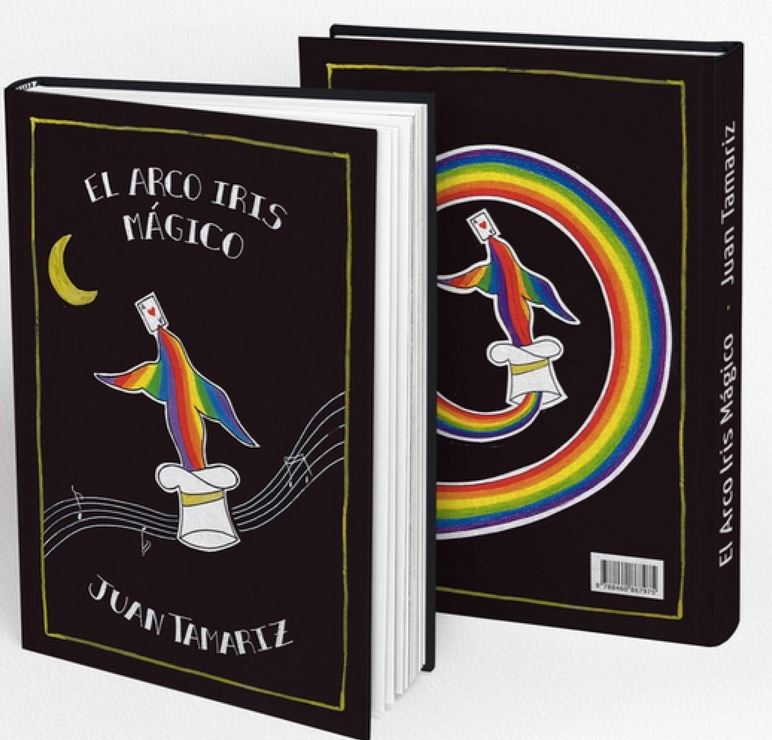 EL ARCO IRIS
MÁGICO
JUAN TAMARIZ
El Arco Iris Mágico - Juan Tamariz